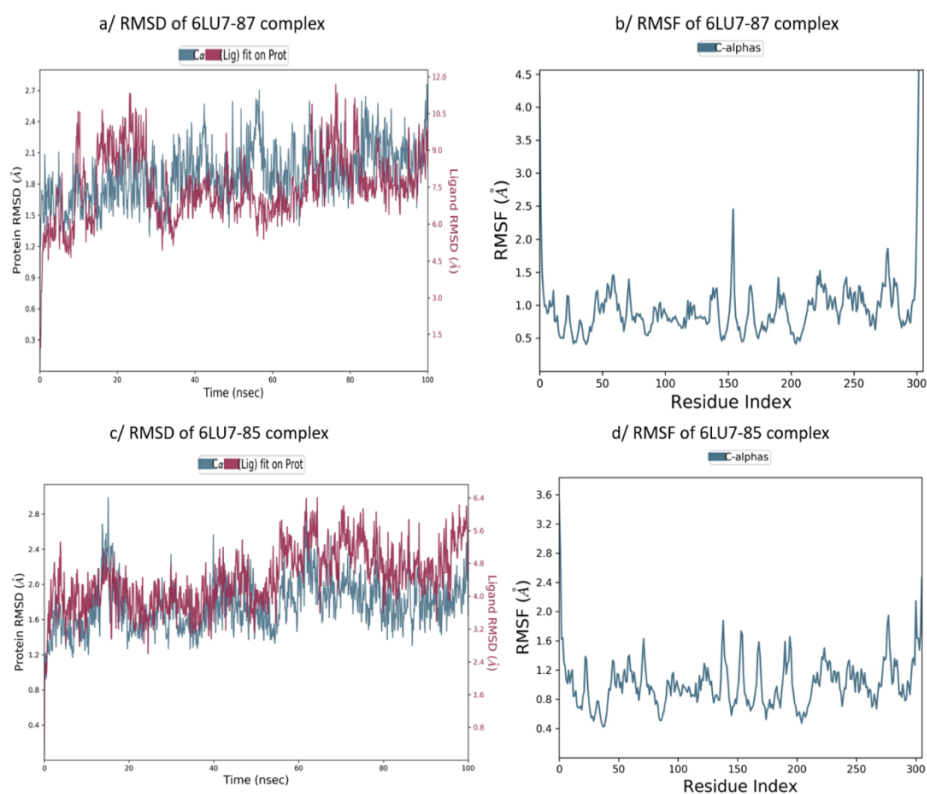 a/ RMSD of 6LU7-87 complex
Cα (Lig) fit on Prot
Protein RMSD (Å)
2.7
2.4
2.1
1.8
1.5
1.2
0.9
0.6
0.3
12.0
10.5
9.0
7.5
6.0
4.5
3.0
1.5
Ligand RMSD (Å)
0 20 40 60 80 100
Time (nsec)
b/ RMSF of 6LU7-87 complex
C-alphas
RMSF (Å)
4.5
4.0
3.5
3.0
2.5
2.0
1.5
1.0
0.5
0 50 100 150 200 250 300
Residue Index
c/ RMSD of 6LU7-85 complex
Cα (Lig) fit on Prot
Protein RMSD (Å)
2.8
2.4
2.0
1.6
1.2
0.8
0.4
6.4
5.6
4.8
4.0
3.2
2.4
1.6
0.8
Ligand RMSD (Å)
0 20 40 60 80 100
Time (nsec)
d/ RMSF of 6LU7-85 complex
C-alphas
RMSF (Å)
3.6
3.2
2.8
2.4
2.0
1.6
1.2
0.8
0.4
0 50 100 150 200 250 300
Residue Index